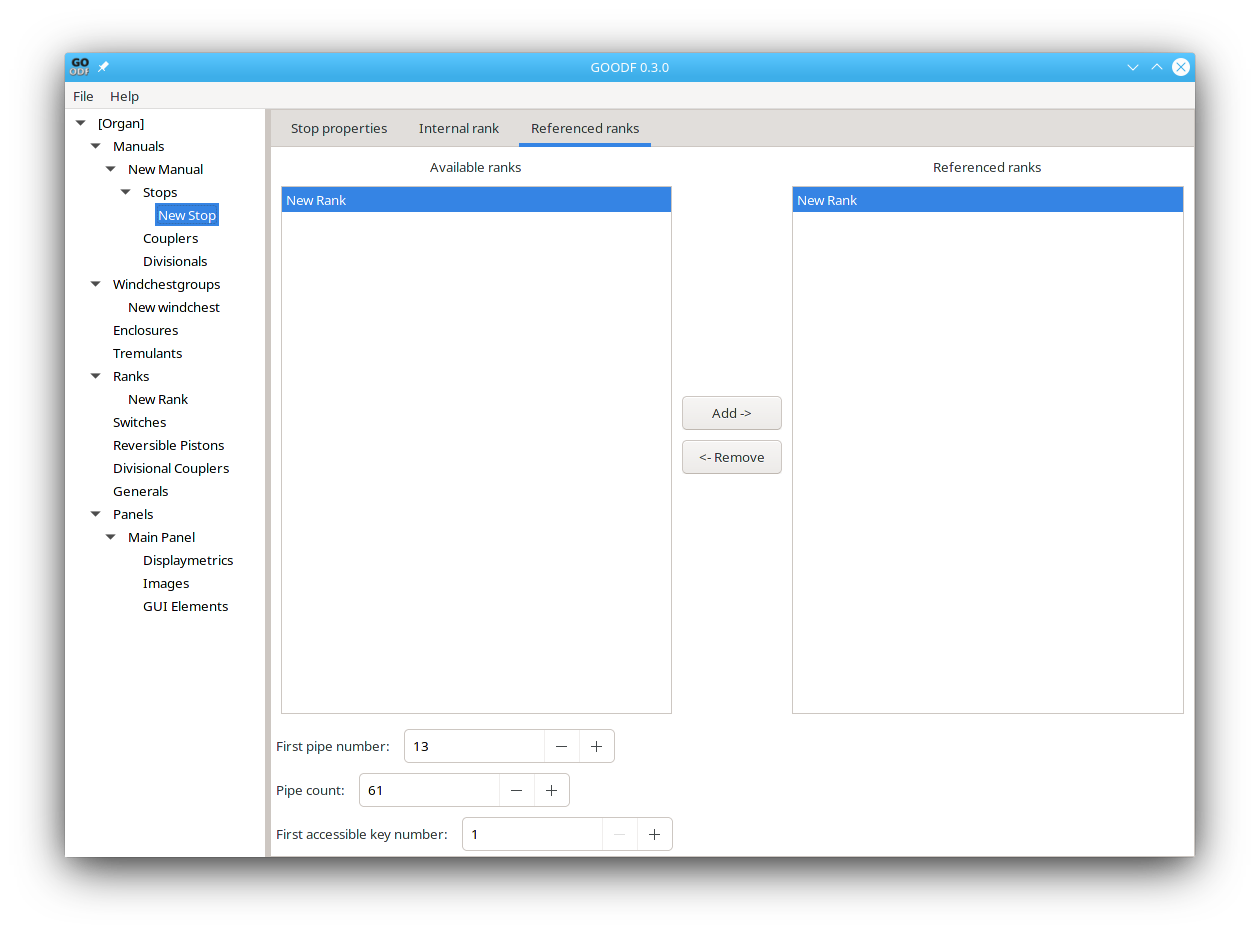 GO
ODF
GOODF 0.3.0
File Help
[Organ]
Manuals
New Manual
Stops
New Stop
Couplers
Divisionals
Windchestgroups
New windchest
Enclosures
Tremulants
Ranks
New Rank
Switches
Reversible Pistons
Divisional Couplers
Generals
Panels
Main Panel
Displaymetrics
Images
GUI Elements
Stop properties Internal rank Referenced ranks
Available ranks
New Rank
Add ->
<- Remove
Referenced ranks
New Rank
First pipe number: 13
Pipe count: 61
First accessible key number: 1